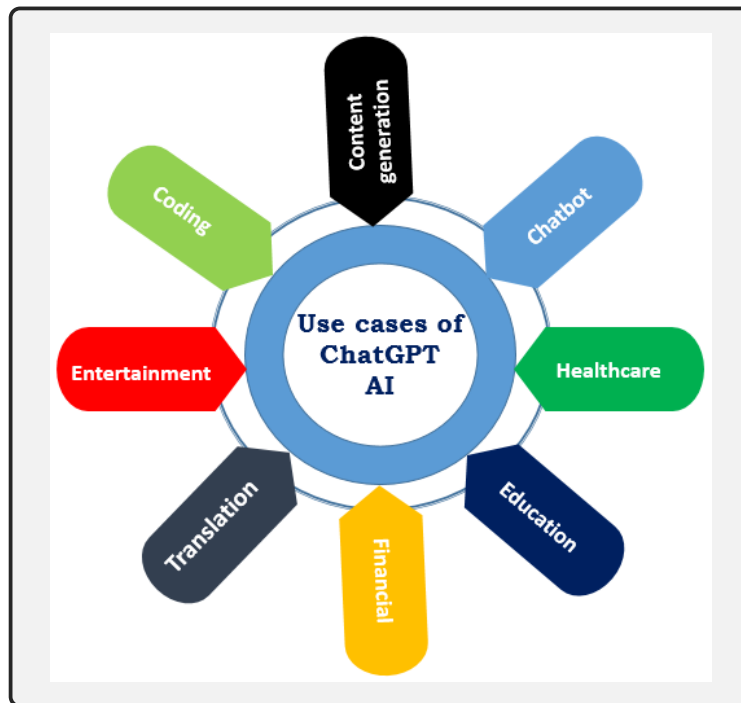 Content
generation
Chatbot
Healthcare
Education
Financial
Translation
Entertainment
Coding
Use cases of
ChatGPT
AI